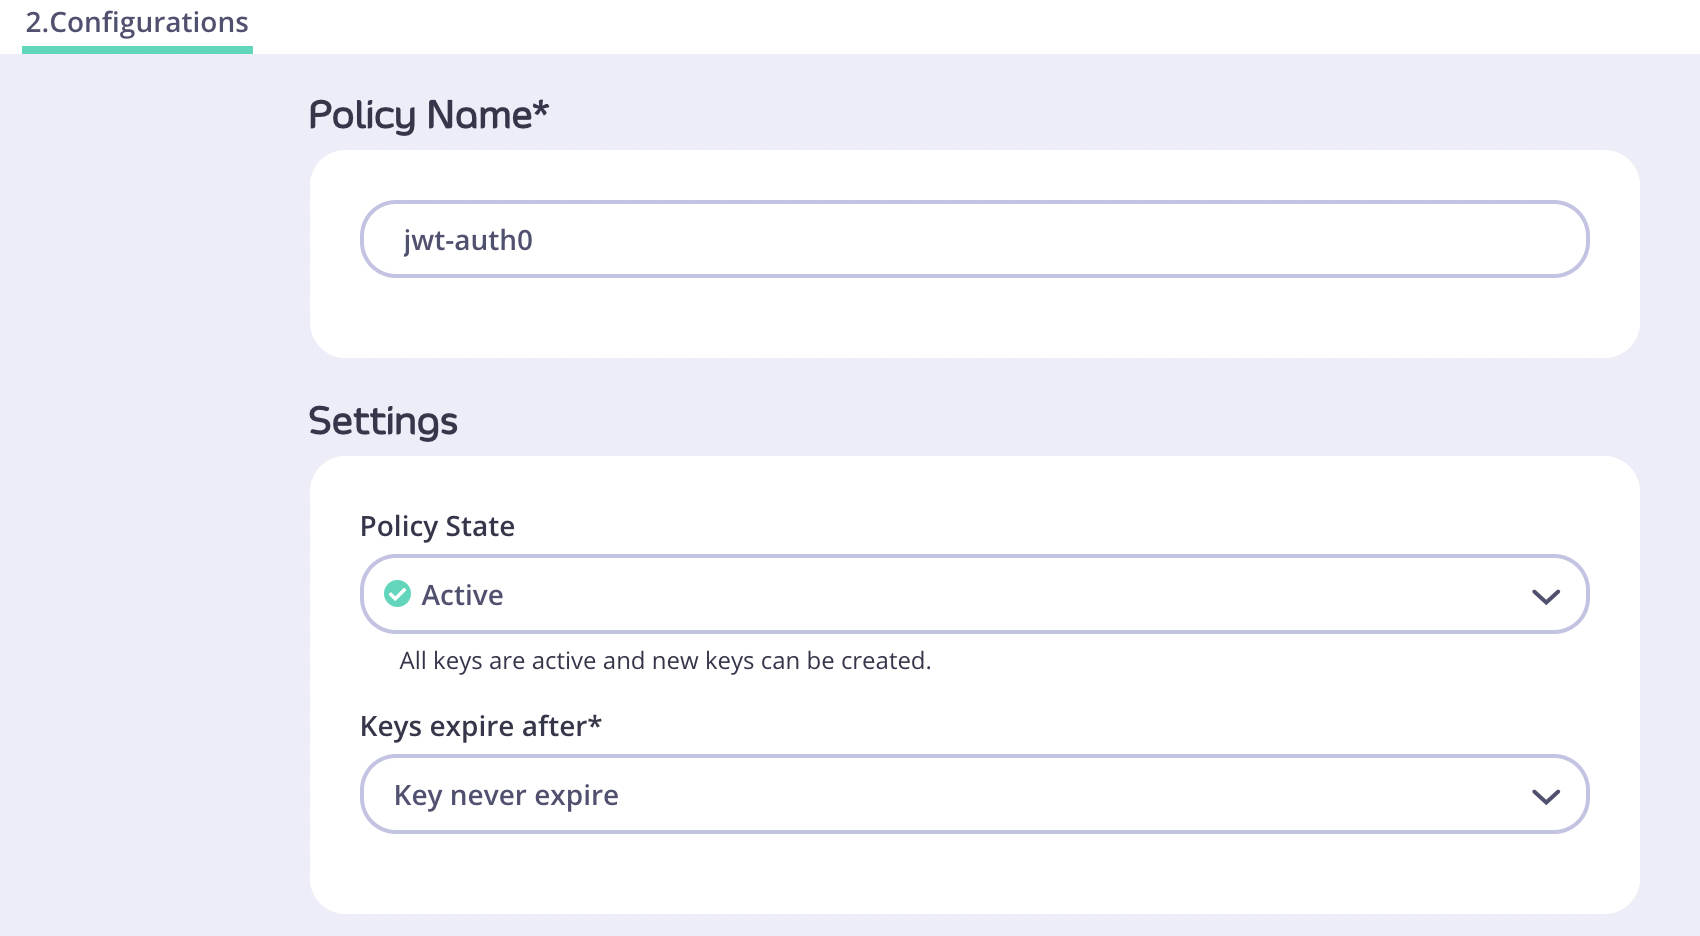 2.Configurations
Policy Name*
jwt-auth0
Settings
Policy State
Active
All keys are active and new keys can be created.
Keys expire after*
Key never expire